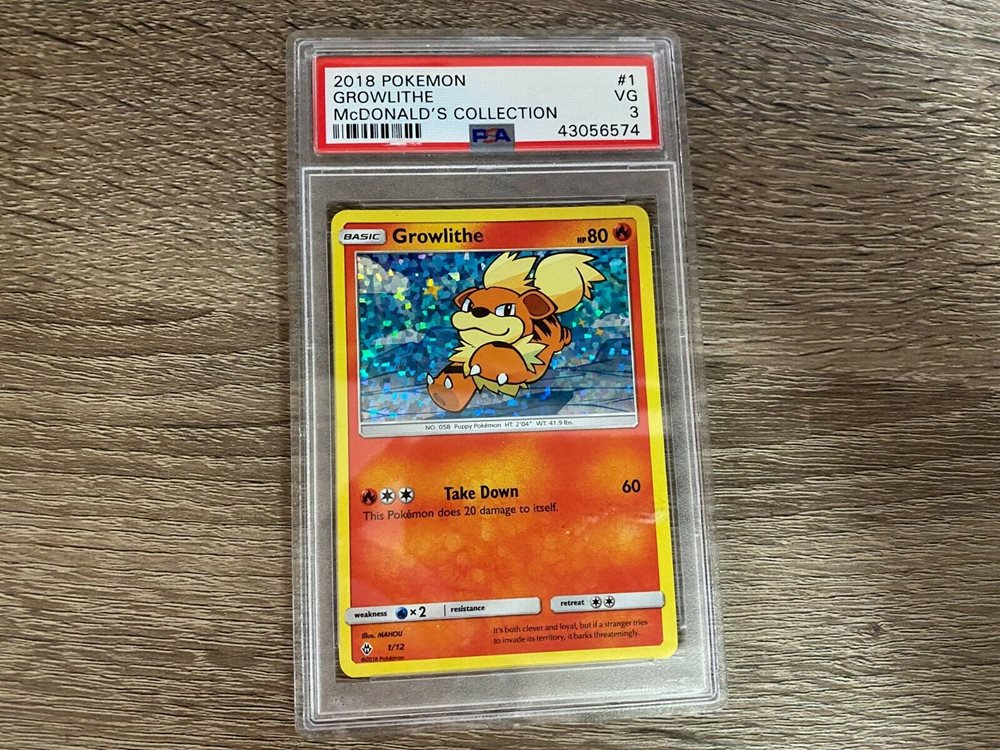 2018 POKEMON #1
GROWLITHE VG
McDONALD'S COLLECTION 3
PSA 43056574
BASIC Growlithe HP 80
NO. 058 Puppy Pokémon HT: 2'04" WT: 41.9 lbs.
Take Down 60
This Pokémon does 20 damage to itself.
weakness ×2 resistance retreat
It's both clever and loyal, but if a stranger tries
to invade its territory, it barks threateningly.
Illus. MAHOU
1/12
©2018 Pokémon